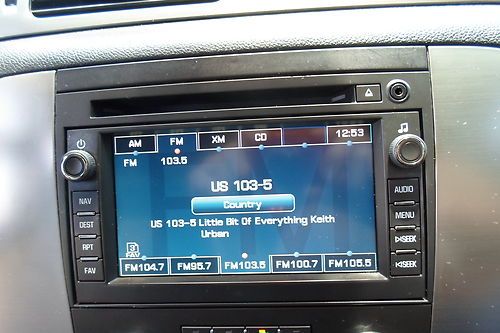 AM FM XM CD 12:53
FM 103.5
US 103-5
Country
US 103-5 Little Bit Of Everything Keith
Urban
FAV
FM104.7 FM95.7 FM103.5 FM100.7 FM105.5
NAV
DEST
RPT
FAV
AUDIO
MENU
SEEK
SEEK